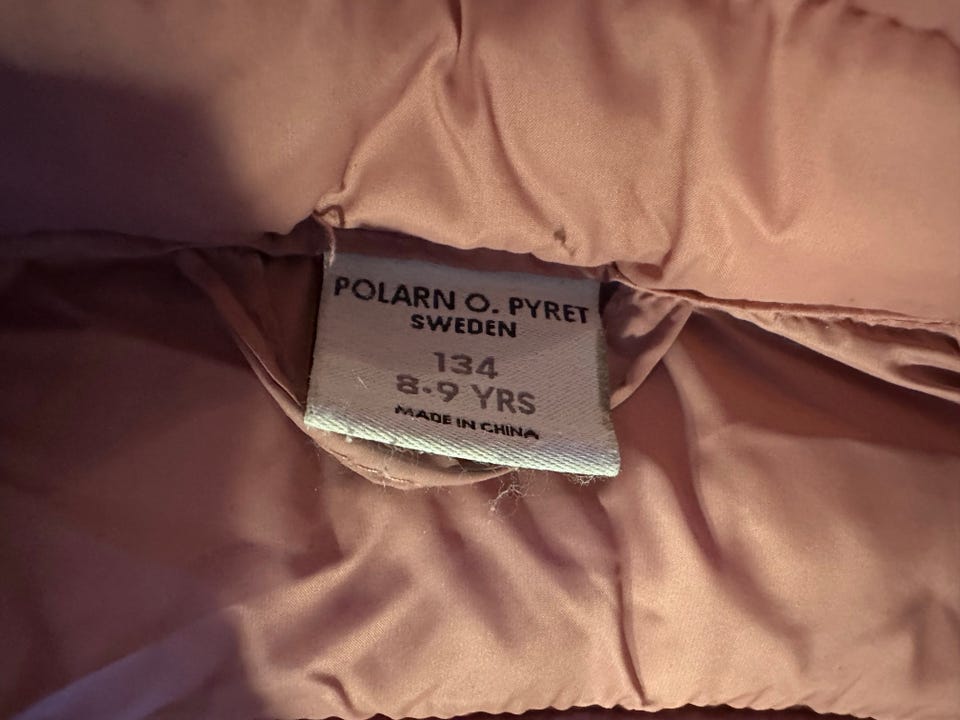 POLARN O. PYRET
SWEDEN
134
8-9 YRS
MADE IN CHINA